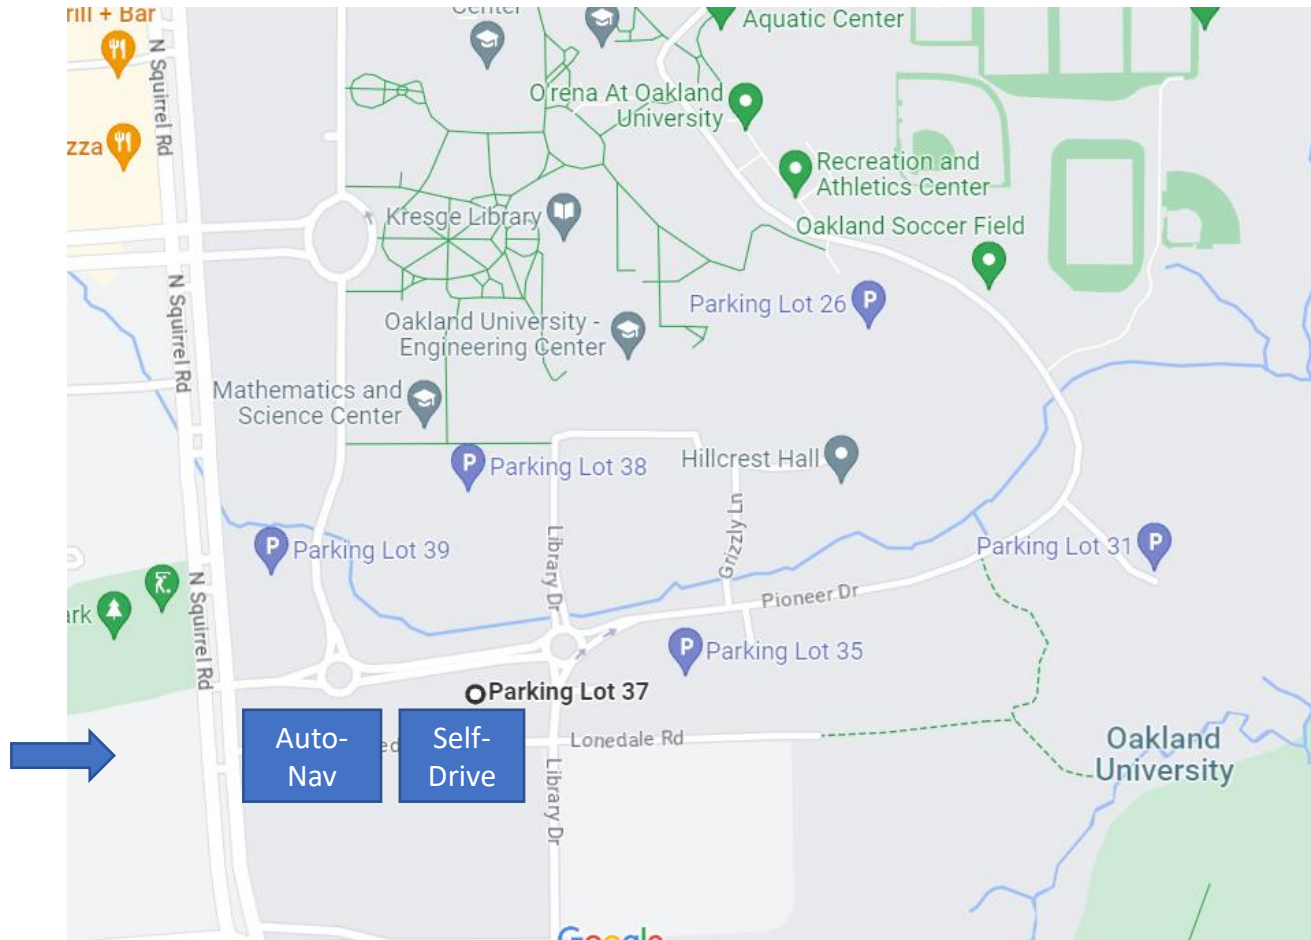 rill + Bar
Center
Aquatic Center
N Squirrel Rd
O'rena At Oakland
University
zza
Recreation and
Athletics Center
Kresge Library
Oakland Soccer Field
N Squirrel Rd
Parking Lot 26
Oakland University -
Engineering Center
Mathematics and
Science Center
P Parking Lot 38
Hillcrest Hall
Grizzly Ln
Library Dr
P Parking Lot 39
Parking Lot 31 P
N Squirrel Rd
Pioneer Dr
ark
P Parking Lot 35
Parking Lot 37
Auto-
Nav
ed
Self-
Drive
Lonedale Rd
Oakland
University
Library Dr
Google